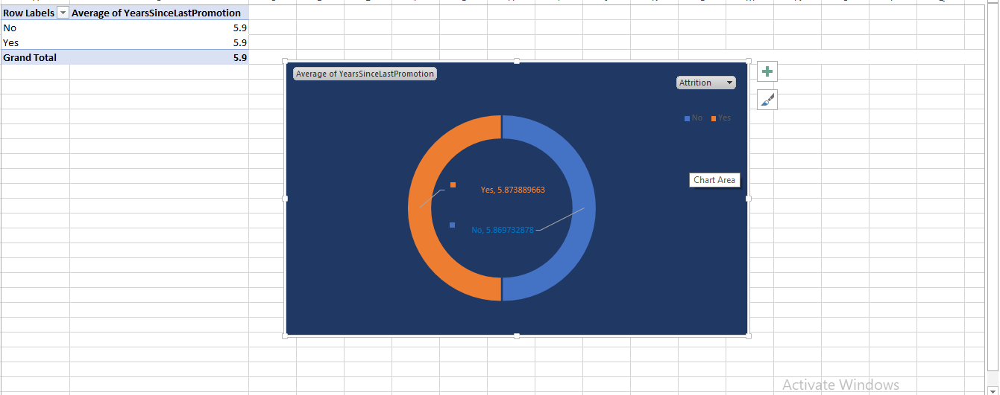 Row Labels Average of YearsSinceLastPromotion
No 5.9
Yes 5.9
Grand Total 5.9
Average of YearsSinceLastPromotion
Attrition
No Yes
Chart Area
Yes, 5.873889663
No, 5.869732878
Activate Windows